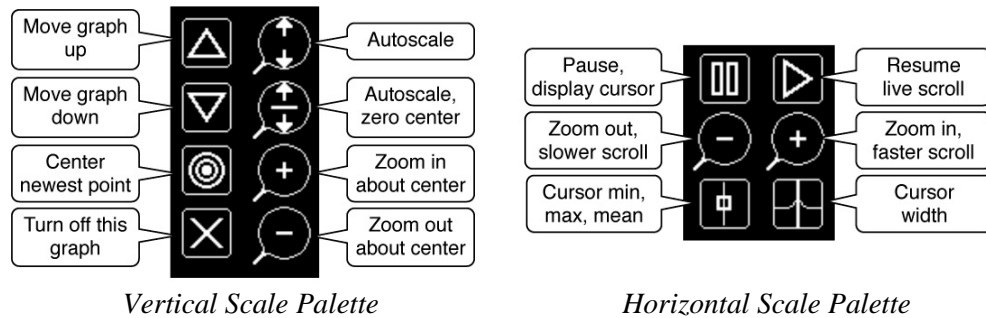 Move graph
up
Autoscale
Move graph
down
Autoscale,
zero center
Center
newest point
Zoom in
about center
Turn off this
graph
Zoom out
about center
Vertical Scale Palette
Pause,
display cursor
Resume
live scroll
Zoom out,
slower scroll
Zoom in,
faster scroll
Cursor min,
max, mean
Cursor
width
Horizontal Scale Palette